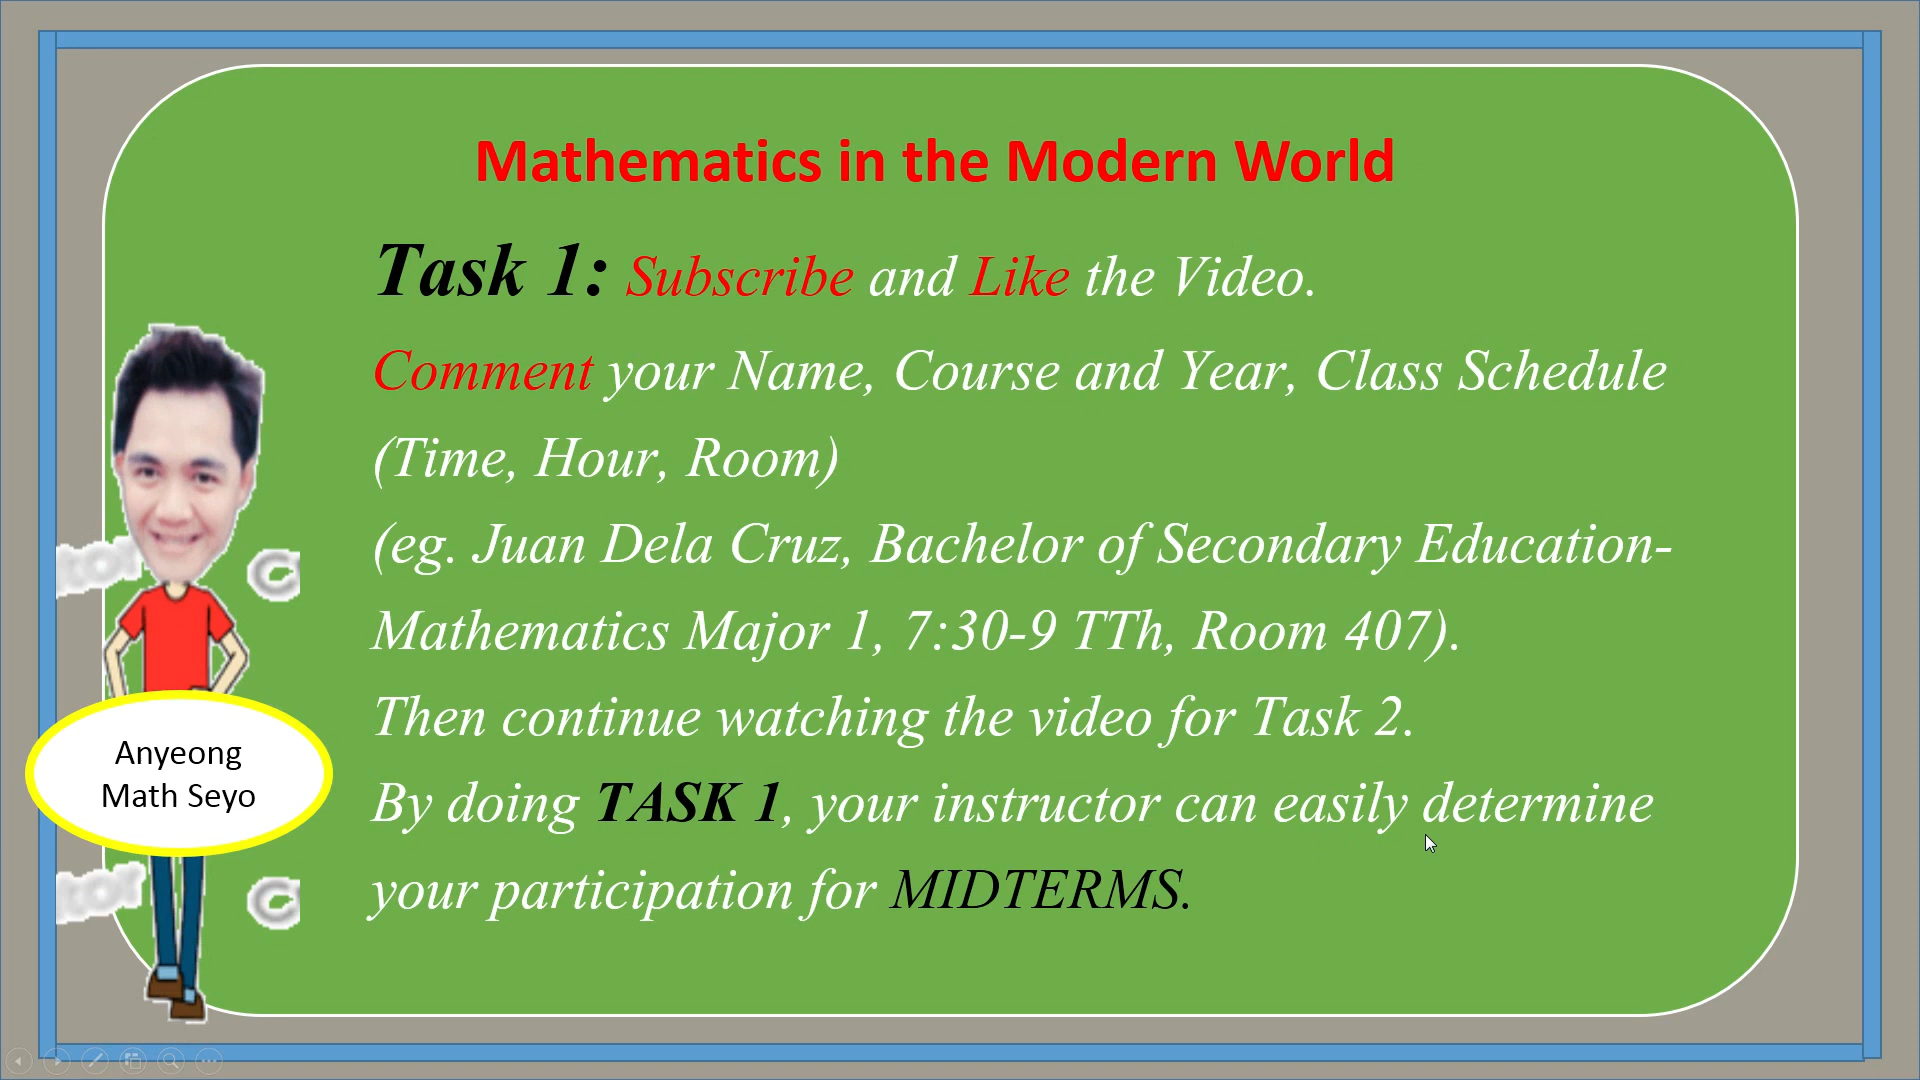 Mathematics in the Modern World
Task 1: Subscribe and Like the Video.
Comment your Name, Course and Year, Class Schedule
(Time, Hour, Room)
(eg. Juan Dela Cruz, Bachelor of Secondary Education-
Mathematics Major 1, 7:30-9 TTh, Room 407).
Then continue watching the video for Task 2.
By doing TASK 1, your instructor can easily determine
your participation for MIDTERMS.
Anyeong
Math Seyo